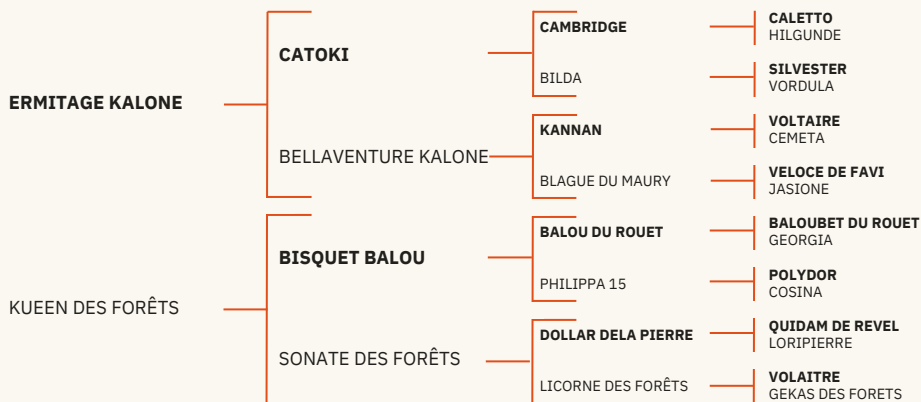 CALETTO
HILGUNDE
CAMBRIDGE
CATOKI
SILVESTER
VORDULA
BILDA
ERMITAGE KALONE
VOLTAIRE
CEMETA
KANNAN
BELLAVENTURE KALONE
VELOCE DE FAVI
JASIONE
BLAGUE DU MAURY
BALOUBET DU ROUET
GEORGIA
BALOU DU ROUET
BISQUET BALOU
POLYDOR
COSINA
PHILIPPA 15
KUEEN DES FORÊTS
QUIDAM DE REVEL
LORIPIERRE
DOLLAR DELA PIERRE
SONATE DES FORÊTS
VOLAITRE
GEKAS DES FORETS
LICORNE DES FORÊTS